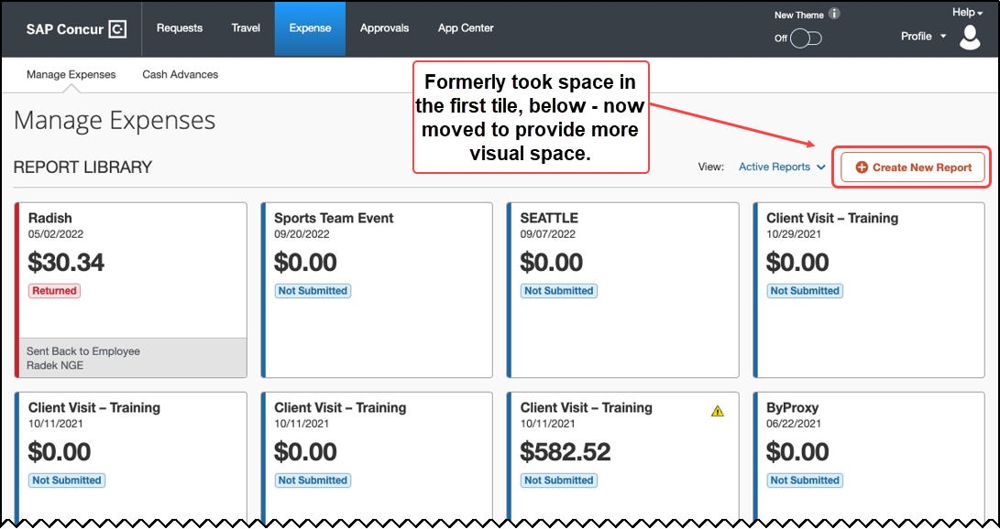 SAP Concur C
Requests
Travel
Expense
Approvals
App Center
New Theme i
Off
Help
Profile
Manage Expenses
Cash Advances
Formerly took space in
the first tile, below - now
moved to provide more
visual space.
Manage Expenses
REPORT LIBRARY
View: Active Reports
Create New Report
Radish
05/02/2022
$30.34
Returned
Sent Back to Employee
Radek NGE
Sports Team Event
09/20/2022
$0.00
Not Submitted
SEATTLE
09/07/2022
$0.00
Not Submitted
Client Visit – Training
10/29/2021
$0.00
Not Submitted
Client Visit – Training
10/11/2021
$0.00
Not Submitted
Client Visit – Training
10/11/2021
$0.00
Not Submitted
Client Visit – Training
10/11/2021
$582.52
Not Submitted
ByProxy
06/22/2021
$0.00
Not Submitted